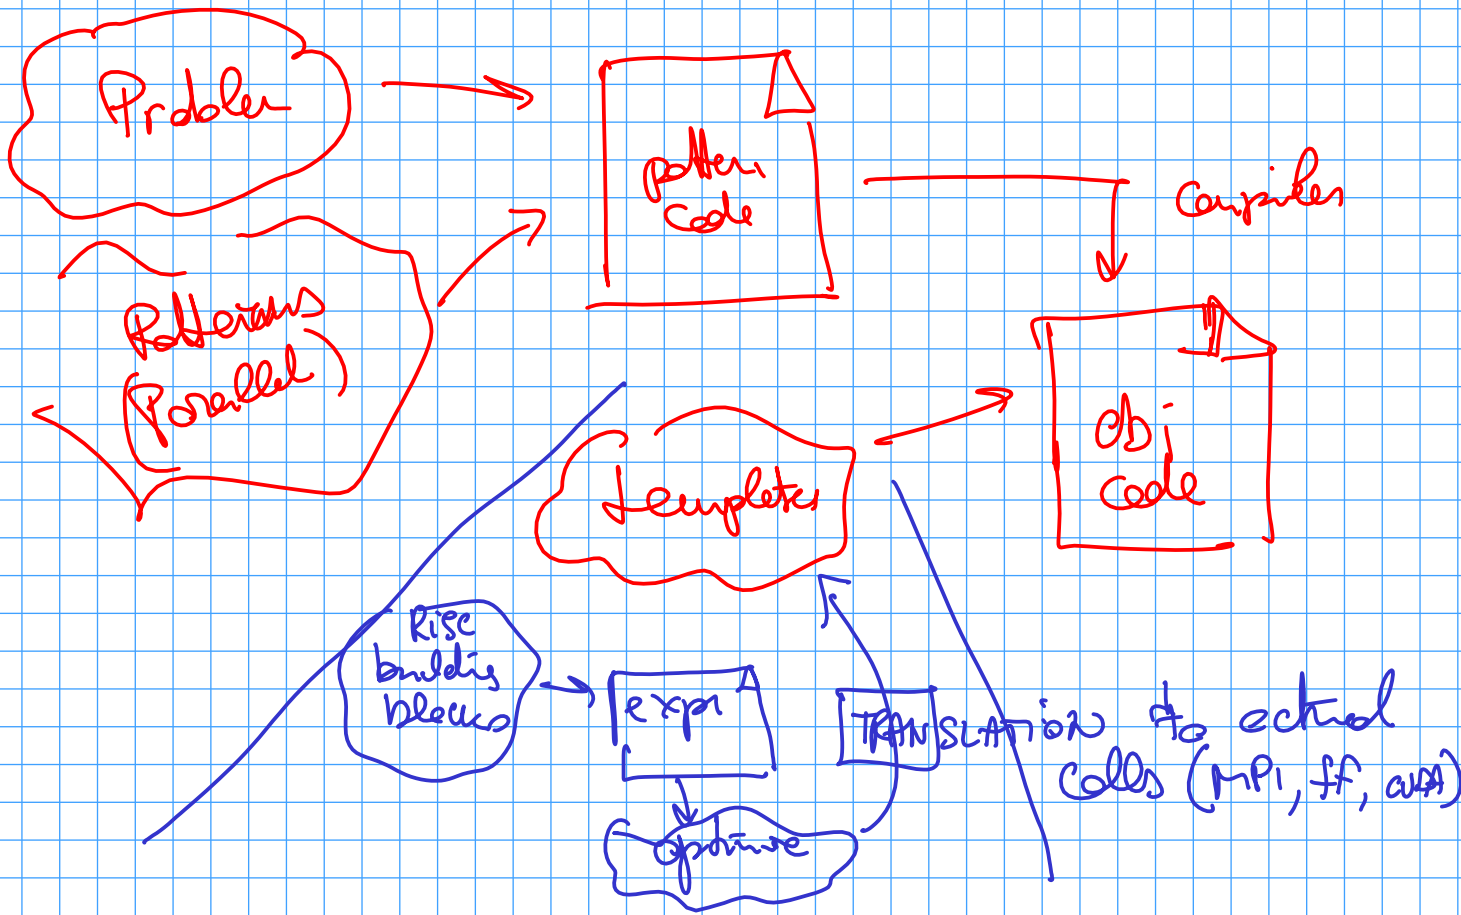 Problem
pattern
code
Compiler
Patterns
(Parallel)
obj
code
templates
RISC
building
blocks
expr
TRANSLATION to actual
calls (MPI, ff, CUDA)
optimize